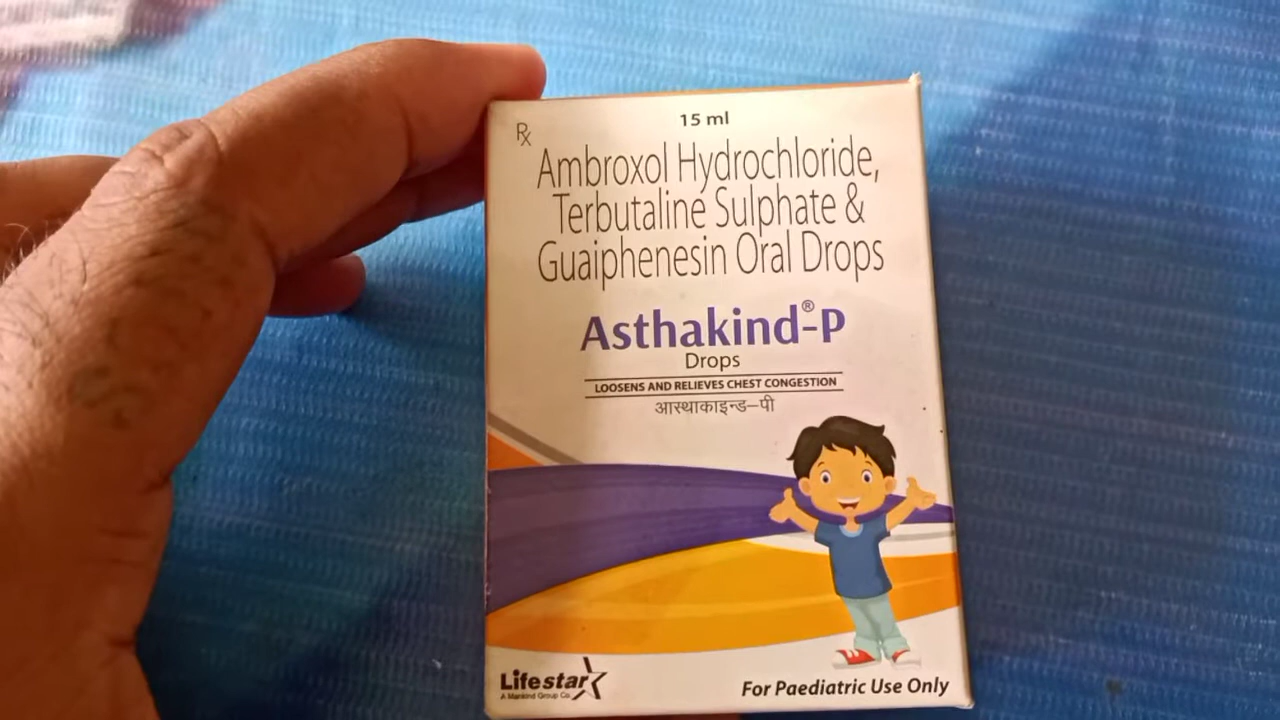 15 ml
Rx
Ambroxol Hydrochloride,
Terbutaline Sulphate &
Guaiphenesin Oral Drops
Asthakind®-P
Drops
LOOSENS AND RELIEVES CHEST CONGESTION
आस्थाकाइन्ड–पी
Lifestar
A Mankind Group Co.
For Paediatric Use Only